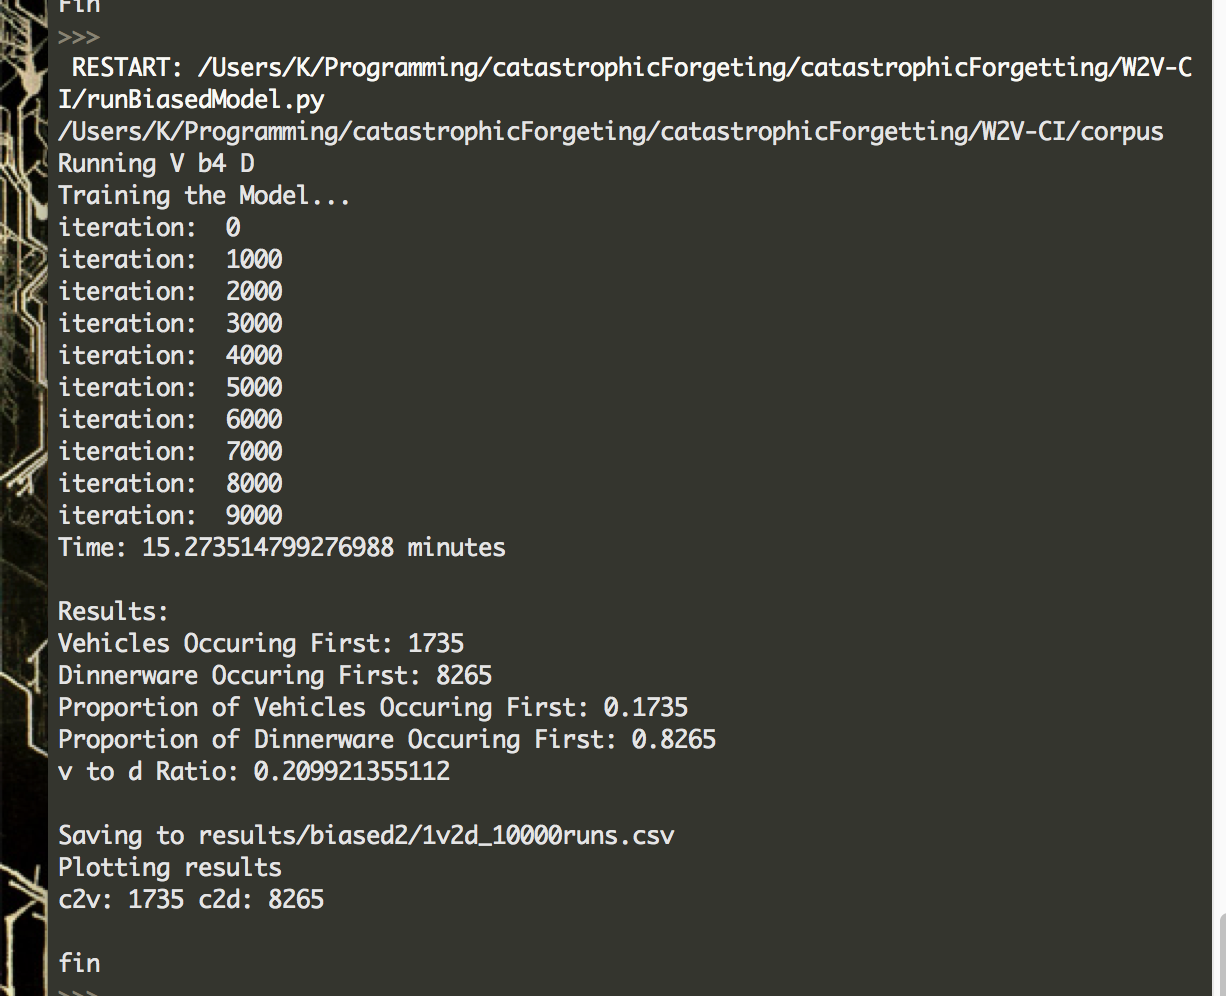 Fin
>>>
 RESTART: /Users/K/Programming/catastrophicForgeting/catastrophicForgetting/W2V-C
I/runBiasedModel.py
/Users/K/Programming/catastrophicForgeting/catastrophicForgetting/W2V-CI/corpus
Running V b4 D
Training the Model...
iteration:  0
iteration:  1000
iteration:  2000
iteration:  3000
iteration:  4000
iteration:  5000
iteration:  6000
iteration:  7000
iteration:  8000
iteration:  9000
Time: 15.273514799276988 minutes

Results:
Vehicles Occuring First: 1735
Dinnerware Occuring First: 8265
Proportion of Vehicles Occuring First: 0.1735
Proportion of Dinnerware Occuring First: 0.8265
v to d Ratio: 0.209921355112

Saving to results/biased2/1v2d_10000runs.csv
Plotting results
c2v: 1735 c2d: 8265

fin
>>>